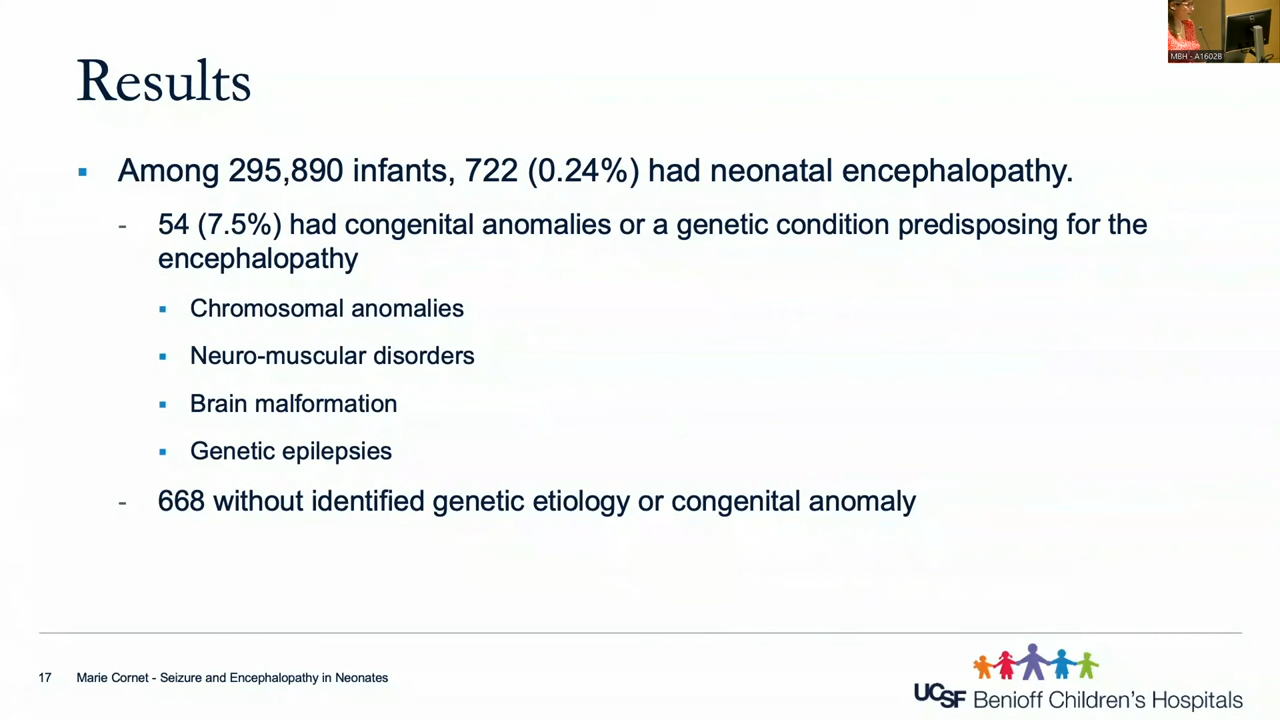 MBH - A1602B
Results
▪ Among 295,890 infants, 722 (0.24%) had neonatal encephalopathy.
- 54 (7.5%) had congenital anomalies or a genetic condition predisposing for the
encephalopathy
▪ Chromosomal anomalies
▪ Neuro-muscular disorders
▪ Brain malformation
▪ Genetic epilepsies
- 668 without identified genetic etiology or congenital anomaly
17 Marie Cornet - Seizure and Encephalopathy in Neonates
UCSF Benioff Children's Hospitals